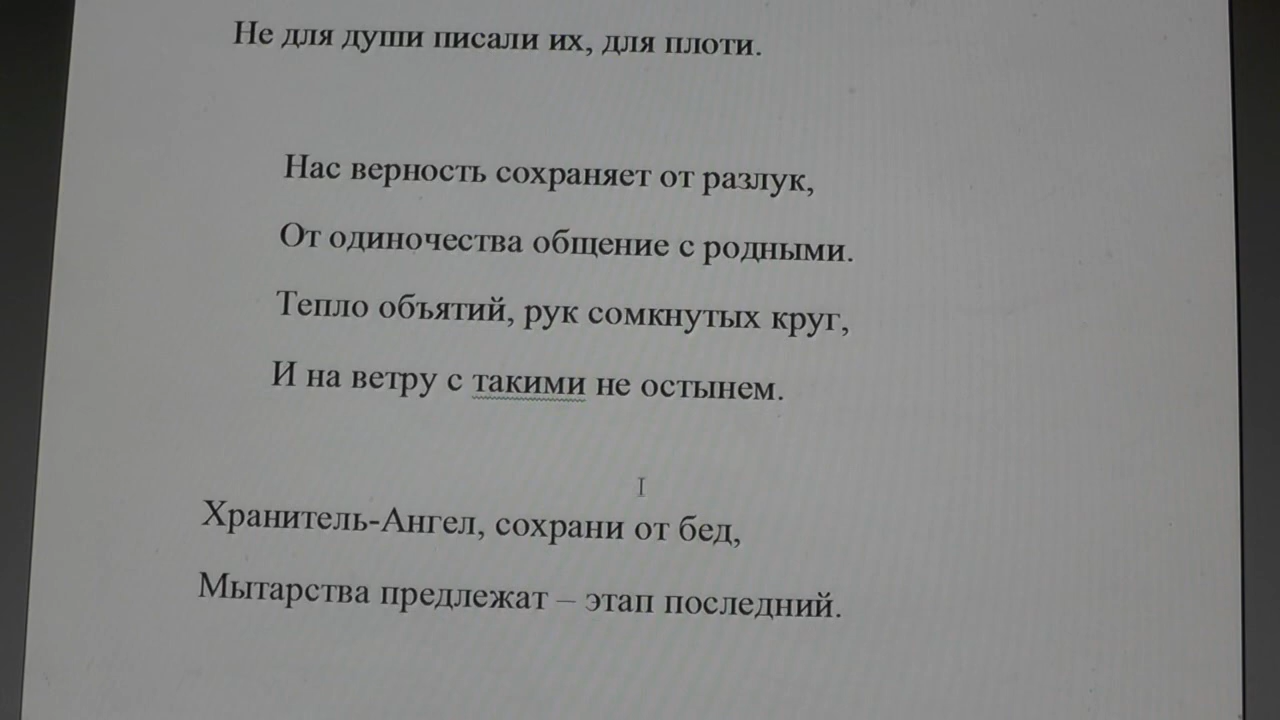 Не для души писали их, для плоти.
Нас верность сохраняет от разлук,
От одиночества общение с родными.
Тепло объятий, рук сомкнутых круг,
И на ветру с такими не остынем.
Хранитель-Ангел, сохрани от бед,
Мытарства предлежат – этап последний.